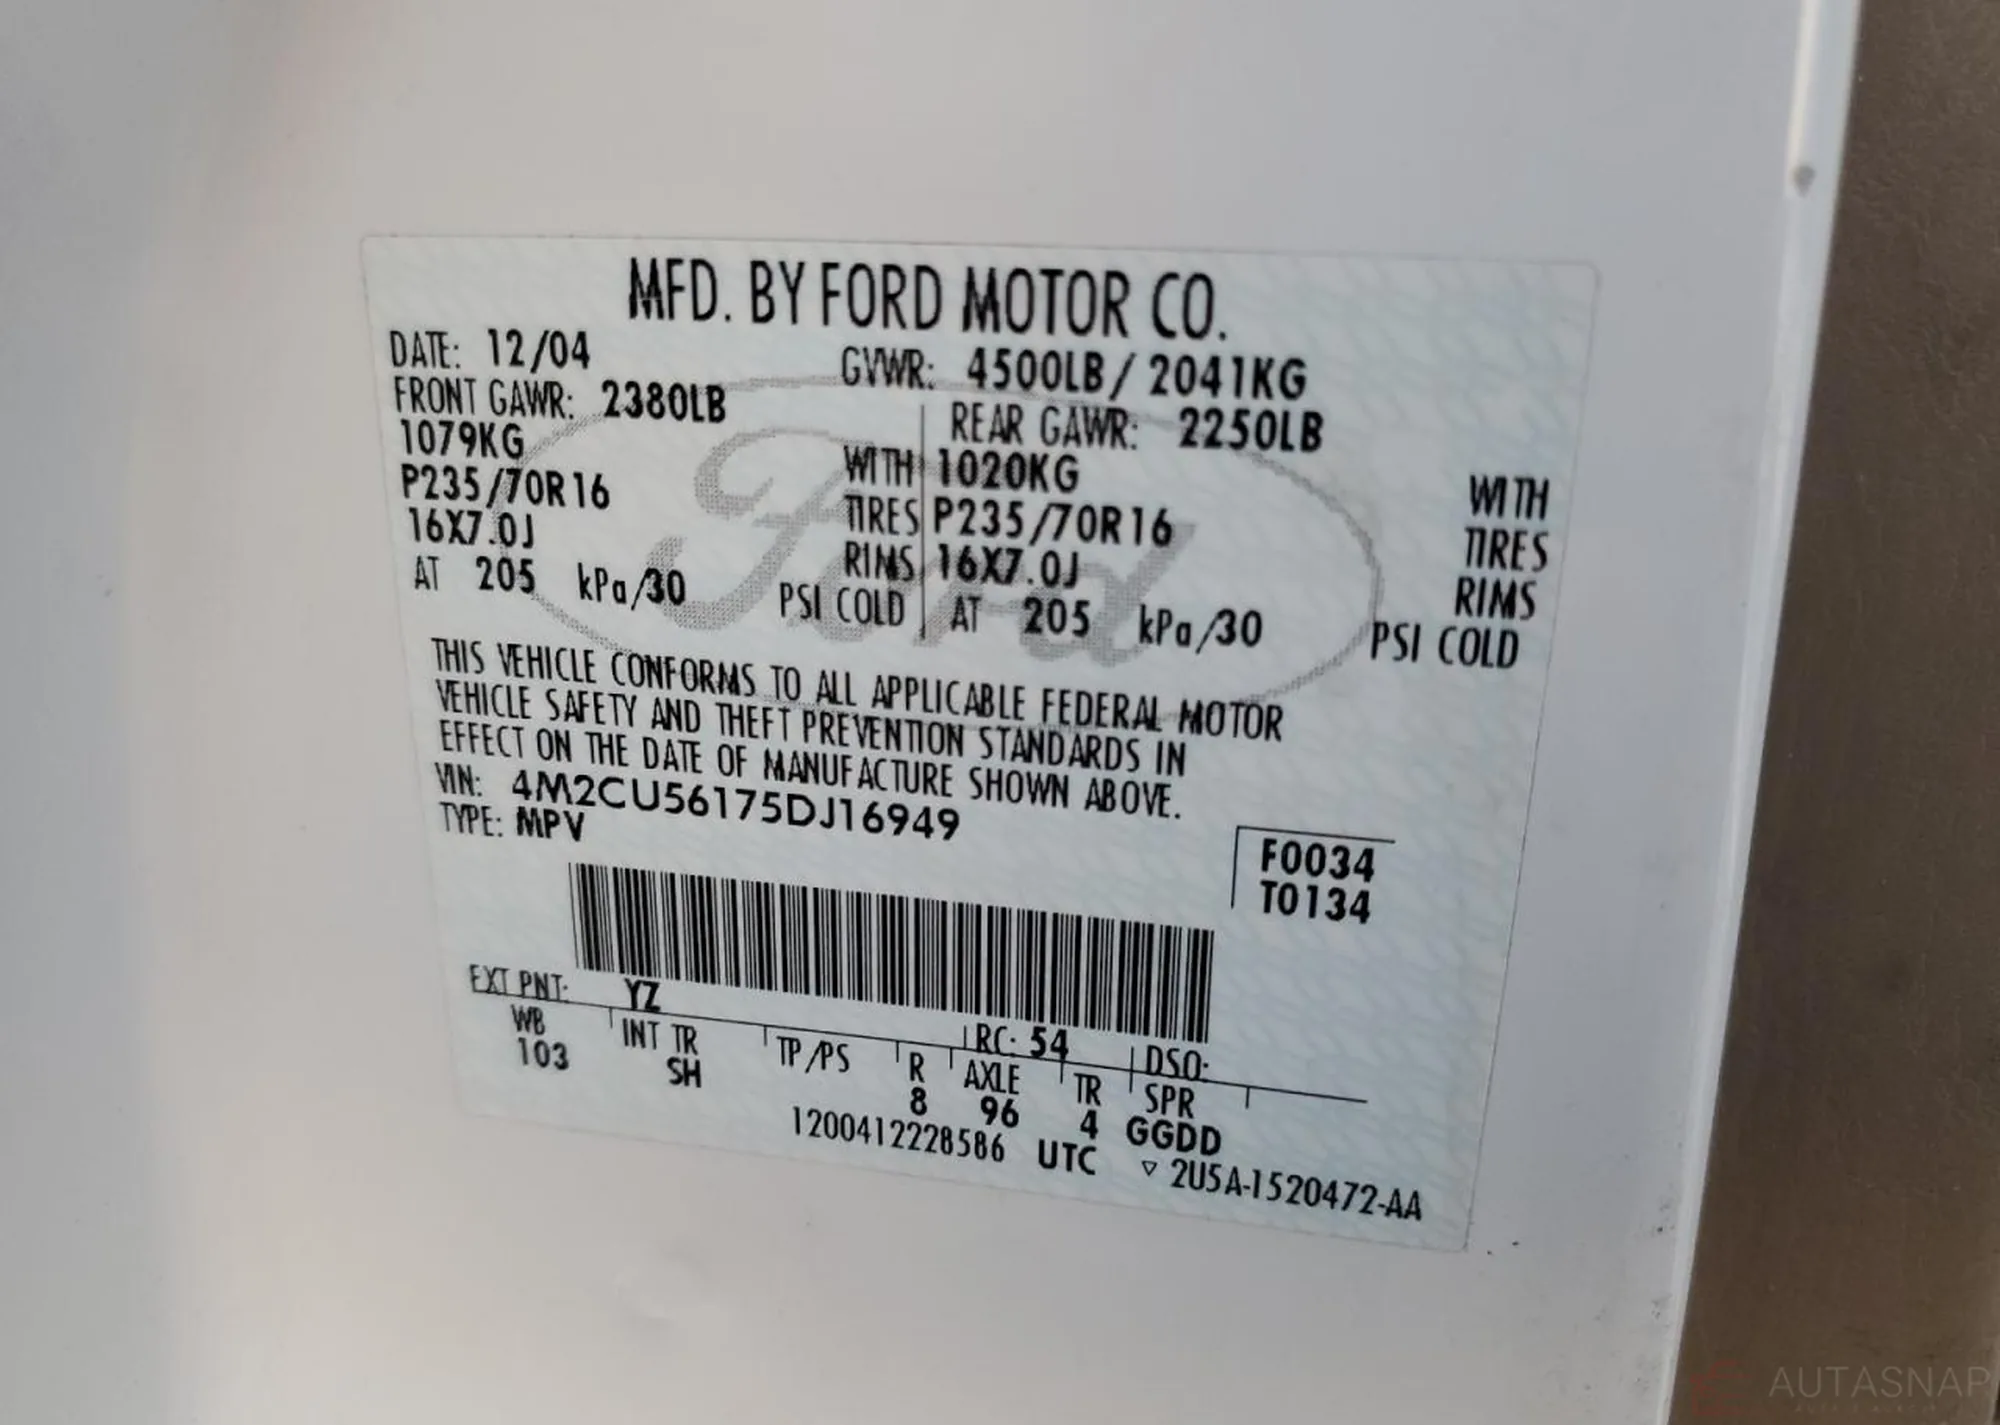 MFD. BY FORD MOTOR CO.
DATE: 12/04 GVWR: 4500LB / 2041KG
FRONT GAWR: 2380LB REAR GAWR: 2250LB
1079KG WITH 1020KG WITH
P235/70R16 TIRES P235/70R16 TIRES
16X7.0J RIMS 16X7.0J RIMS
AT 205 kPa/30 PSI COLD AT 205 kPa/30 PSI COLD
Ford
THIS VEHICLE CONFORMS TO ALL APPLICABLE FEDERAL MOTOR
VEHICLE SAFETY AND THEFT PREVENTION STANDARDS IN
EFFECT ON THE DATE OF MANUFACTURE SHOWN ABOVE.
VIN: 4M2CU56175DJ16949
TYPE: MPV
F0034
T0134
EXT PNT: YZ RC: 54 DSO:
WB INT TR TP/PS R AXLE TR SPR
103 SH 8 96 4 GGDD
1200412228586 UTC ▽ 2U5A-1520472-AA
AUTASNAP